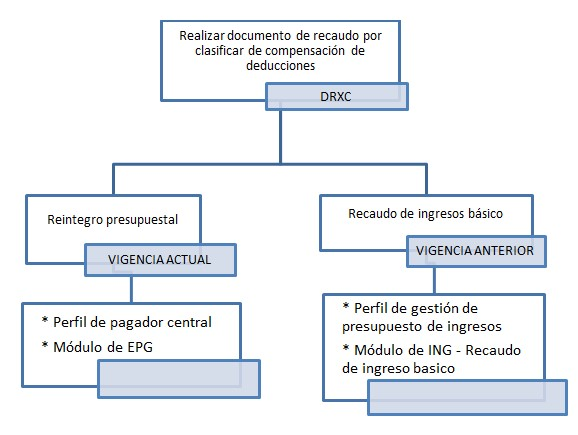 Realizar documento de recaudo por
clasificar de compensación de
deducciones
DRXC
Reintegro presupuestal
VIGENCIA ACTUAL
* Perfil de pagador central
* Módulo de EPG
Recaudo de ingresos básico
VIGENCIA ANTERIOR
* Perfil de gestión de
presupuesto de ingresos
* Módulo de ING - Recaudo
de ingreso basico